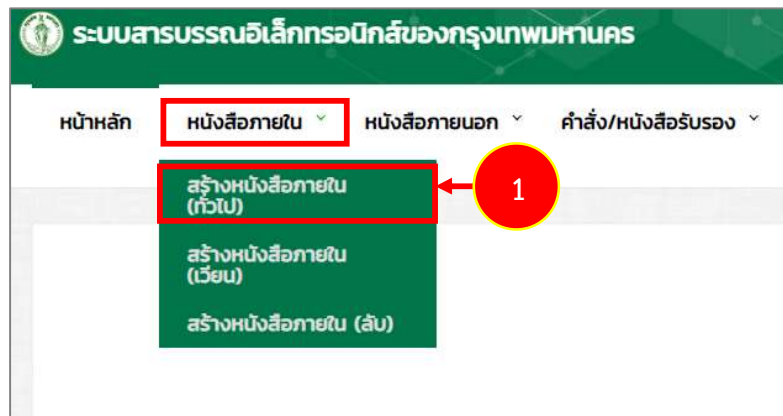 ระบบสารบรรณอิเล็กทรอนิกส์ของกรุงเทพมหานคร
หน้าหลัก หนังสือภายใน หนังสือภายนอก คำสั่ง/หนังสือรับรอง
สร้างหนังสือภายใน
(ทั่วไป)
1
สร้างหนังสือภายใน
(เวียน)
สร้างหนังสือภายใน (ลับ)